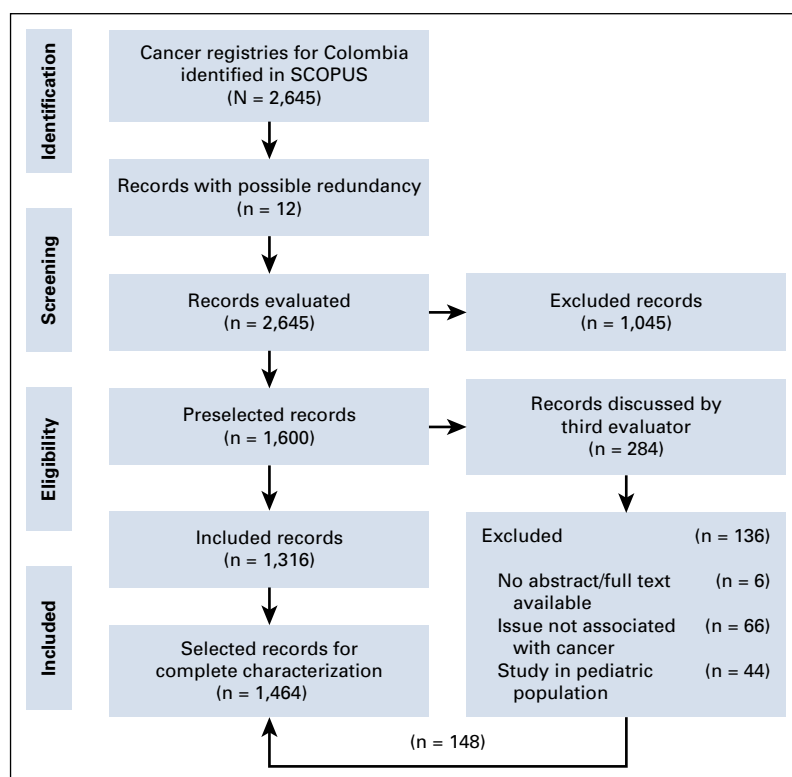 Identification
Cancer registries for Colombia
identified in SCOPUS
(N = 2,645)
Records with possible redundancy
(n = 12)
Screening
Records evaluated
(n = 2,645)
Excluded records
(n = 1,045)
Eligibility
Preselected records
(n = 1,600)
Records discussed by
third evaluator
(n = 284)
Included records
(n = 1,316)
Excluded (n = 136)
No abstract/full text (n = 6)
available
Issue not associated (n = 66)
with cancer
Study in pediatric (n = 44)
population
Included
Selected records for
complete characterization
(n = 1,464)
(n = 148)